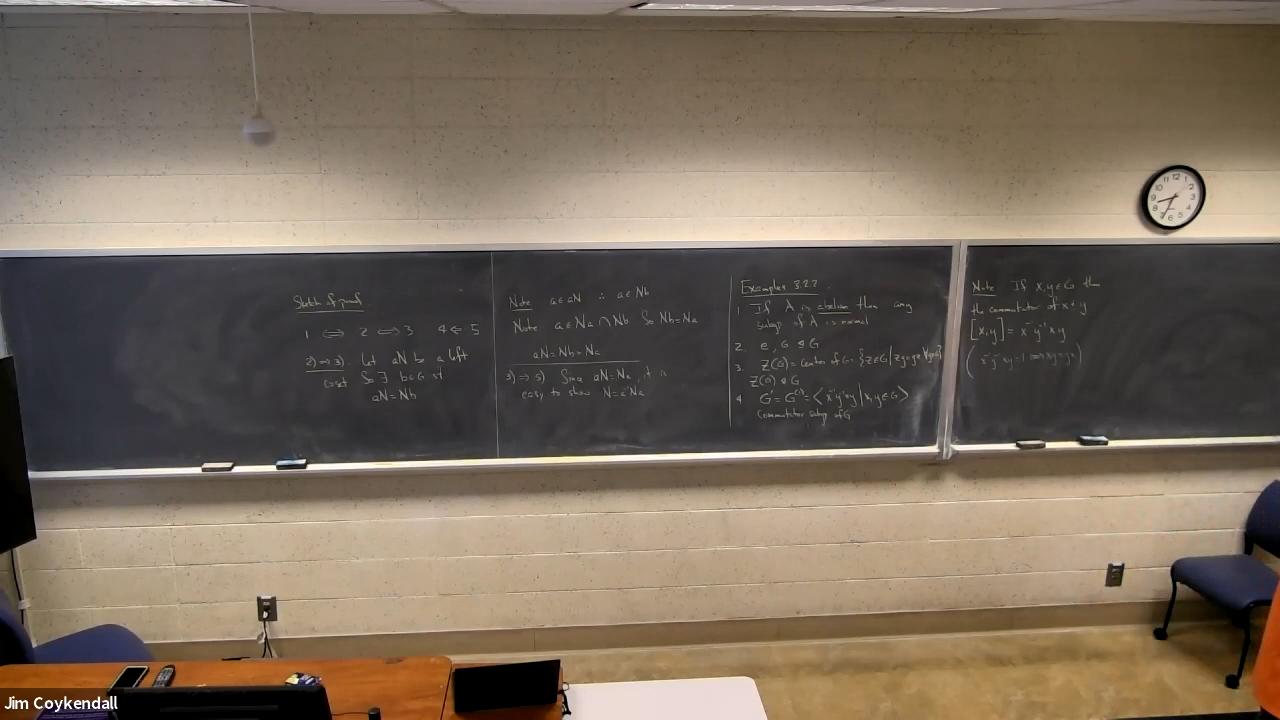 Sketch of proof
1 ⟺ 2 ⟺ 3 4 ⟸ 5
2) ⟹ 3). Let aN be a left
coset So ∃ b∈G st
aN = Nb
Note a ∈ aN ∴ a ∈ Nb
Note a ∈ Na ∩ Nb So Nb = Na
aN = Nb = Na
3) ⟹ 5) Since aN = Na, it is
easy to show N = a⁻¹Na
Examples 3.2.2
1. If A is abelian then any
subgp of A is normal
2. e, G ⊴ G
3. Z(G) = center of G = {z∈G | zy=yz ∀y∈G}
Z(G) ⊴ G
4. G' = G⁽¹⁾ = ⟨x⁻¹y⁻¹xy | x,y∈G⟩
Commutator subgp of G
Note If x,y∈G then
the commutator of x + y
[x,y] = x⁻¹y⁻¹xy
(x⁻¹y⁻¹xy=1 ⟺ xy=yx)
12
Jim Coykendall